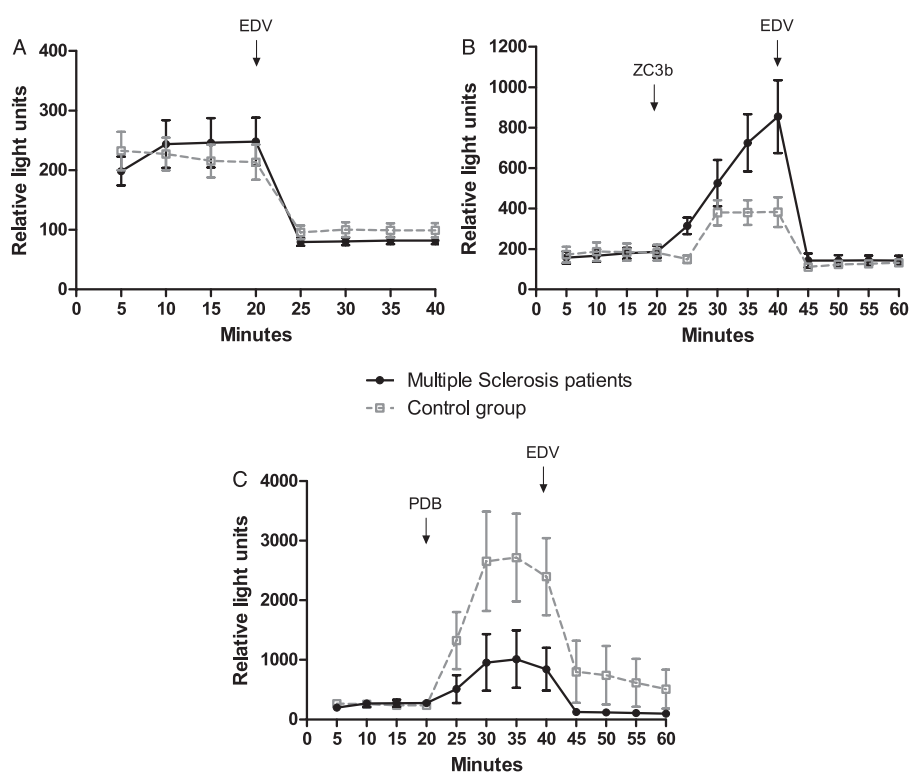 A
EDV
400
300
200
100
0
Relative light units
0 5 10 15 20 25 30 35 40
Minutes
B
ZC3b
EDV
1200
1000
800
600
400
200
0
Relative light units
0 5 10 15 20 25 30 35 40 45 50 55 60
Minutes
Multiple Sclerosis patients
Control group
C
PDB
EDV
4000
3000
2000
1000
0
Relative light units
0 5 10 15 20 25 30 35 40 45 50 55 60
Minutes